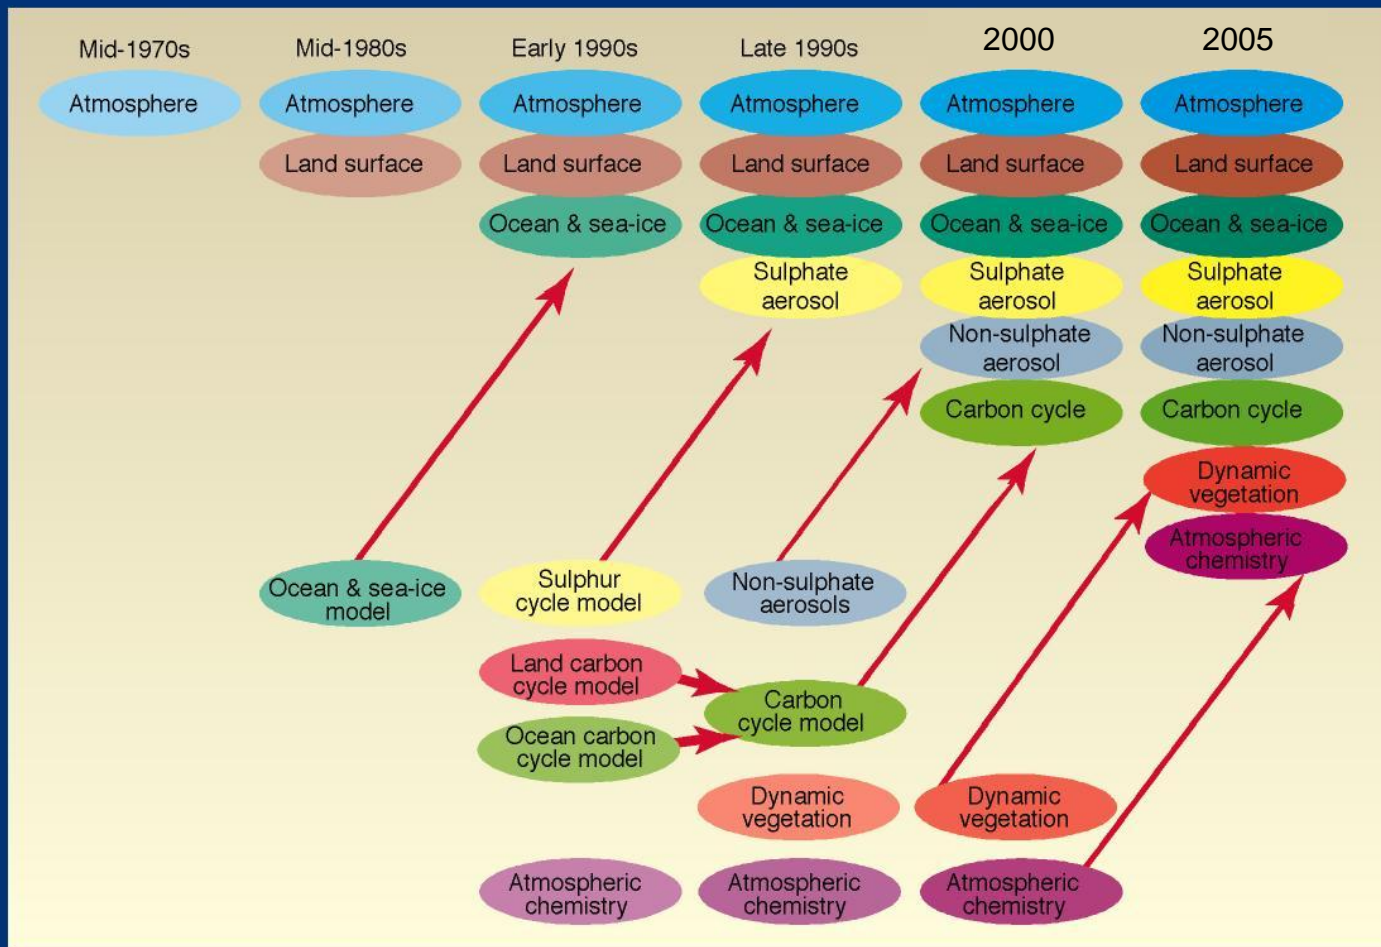 Mid-1970s
Mid-1980s
Early 1990s
Late 1990s
2000
2005
Atmosphere
Atmosphere
Atmosphere
Atmosphere
Atmosphere
Atmosphere
Land surface
Land surface
Land surface
Land surface
Land surface
Ocean & sea-ice
Ocean & sea-ice
Ocean & sea-ice
Ocean & sea-ice
Sulphate
aerosol
Sulphate
aerosol
Sulphate
aerosol
Non-sulphate
aerosol
Non-sulphate
aerosol
Carbon cycle
Carbon cycle
Dynamic
vegetation
Atmospheric
chemistry
Ocean & sea-ice
model
Sulphur
cycle model
Non-sulphate
aerosols
Land carbon
cycle model
Carbon
cycle model
Ocean carbon
cycle model
Dynamic
vegetation
Dynamic
vegetation
Atmospheric
chemistry
Atmospheric
chemistry
Atmospheric
chemistry